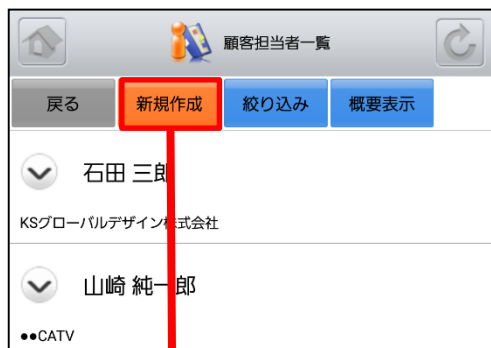 顧客担当者一覧
戻る 新規作成 絞り込み 概要表示
石田 三郎
KSグローバルデザイン株式会社
山崎 純一郎
●●CATV